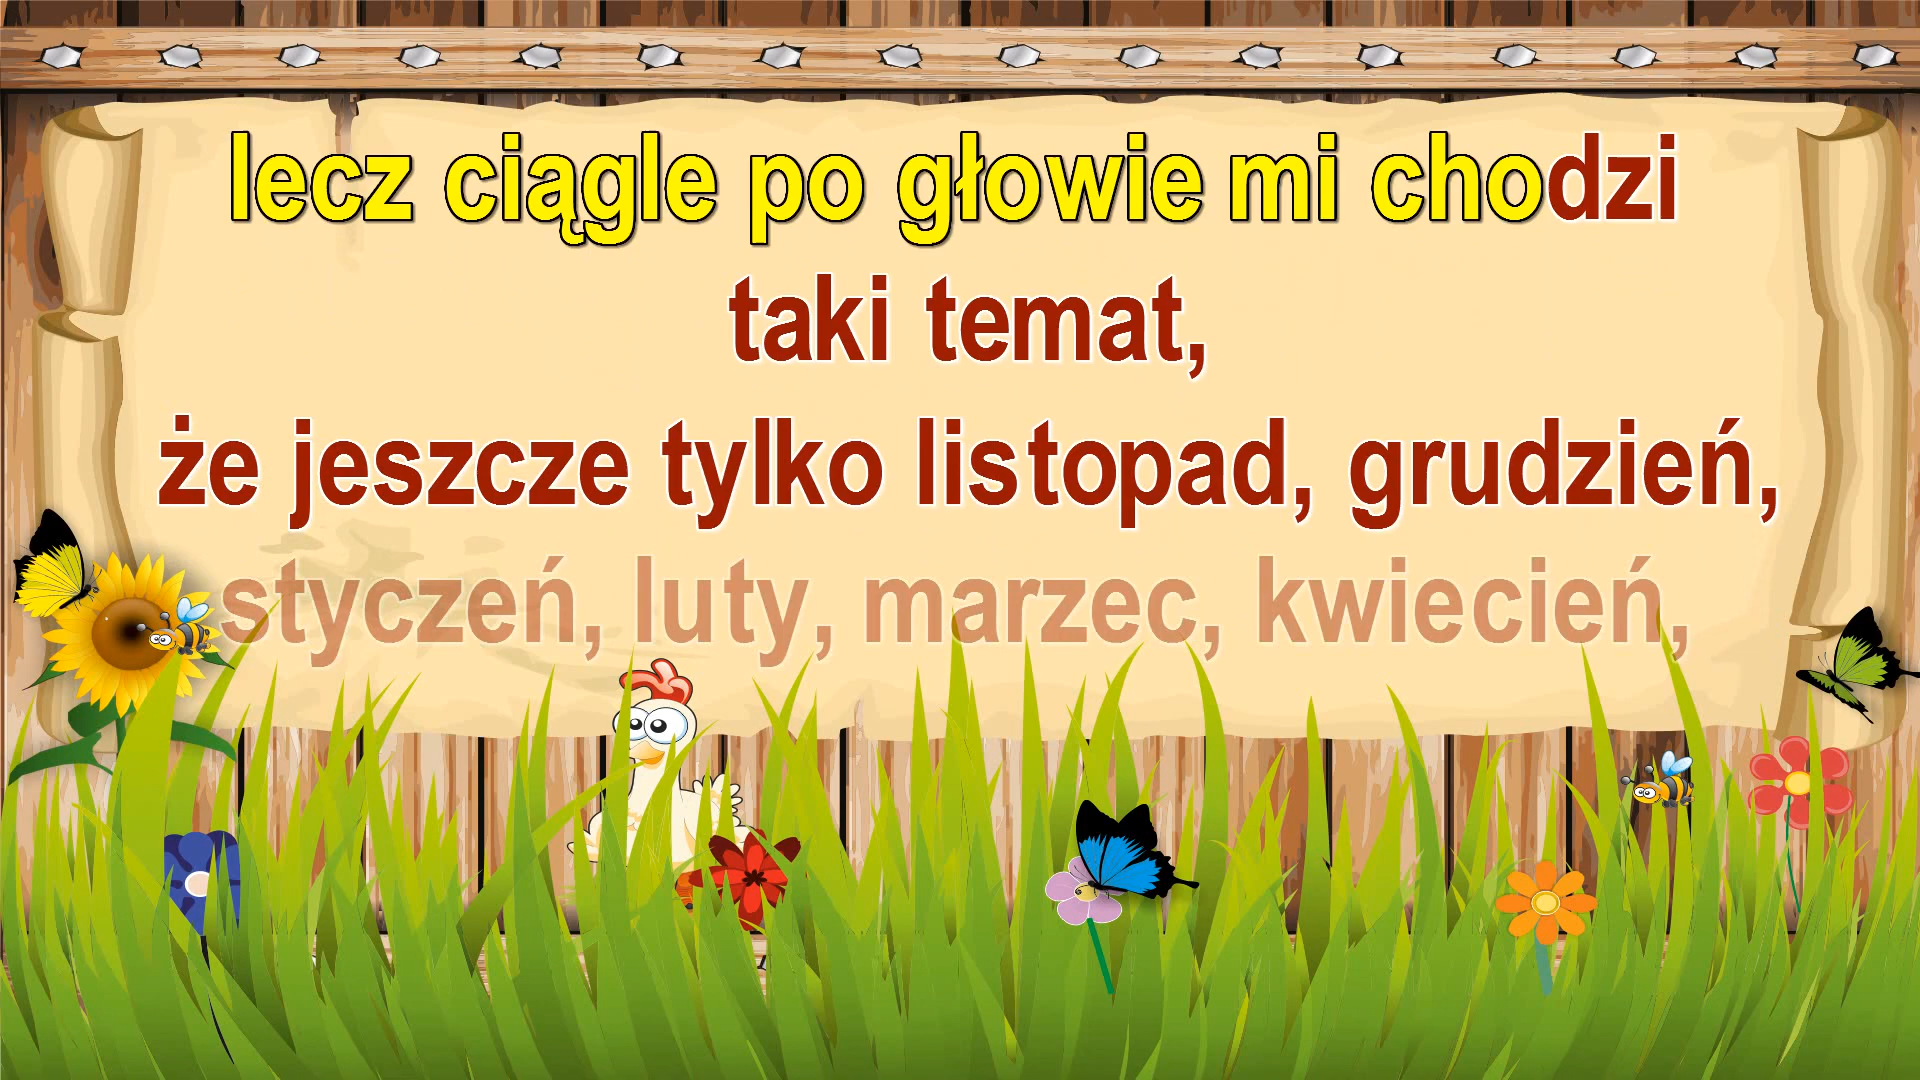 lecz ciągle po głowie mi chodzi
taki temat,
że jeszcze tylko listopad, grudzień,
styczeń, luty, marzec, kwiecień,